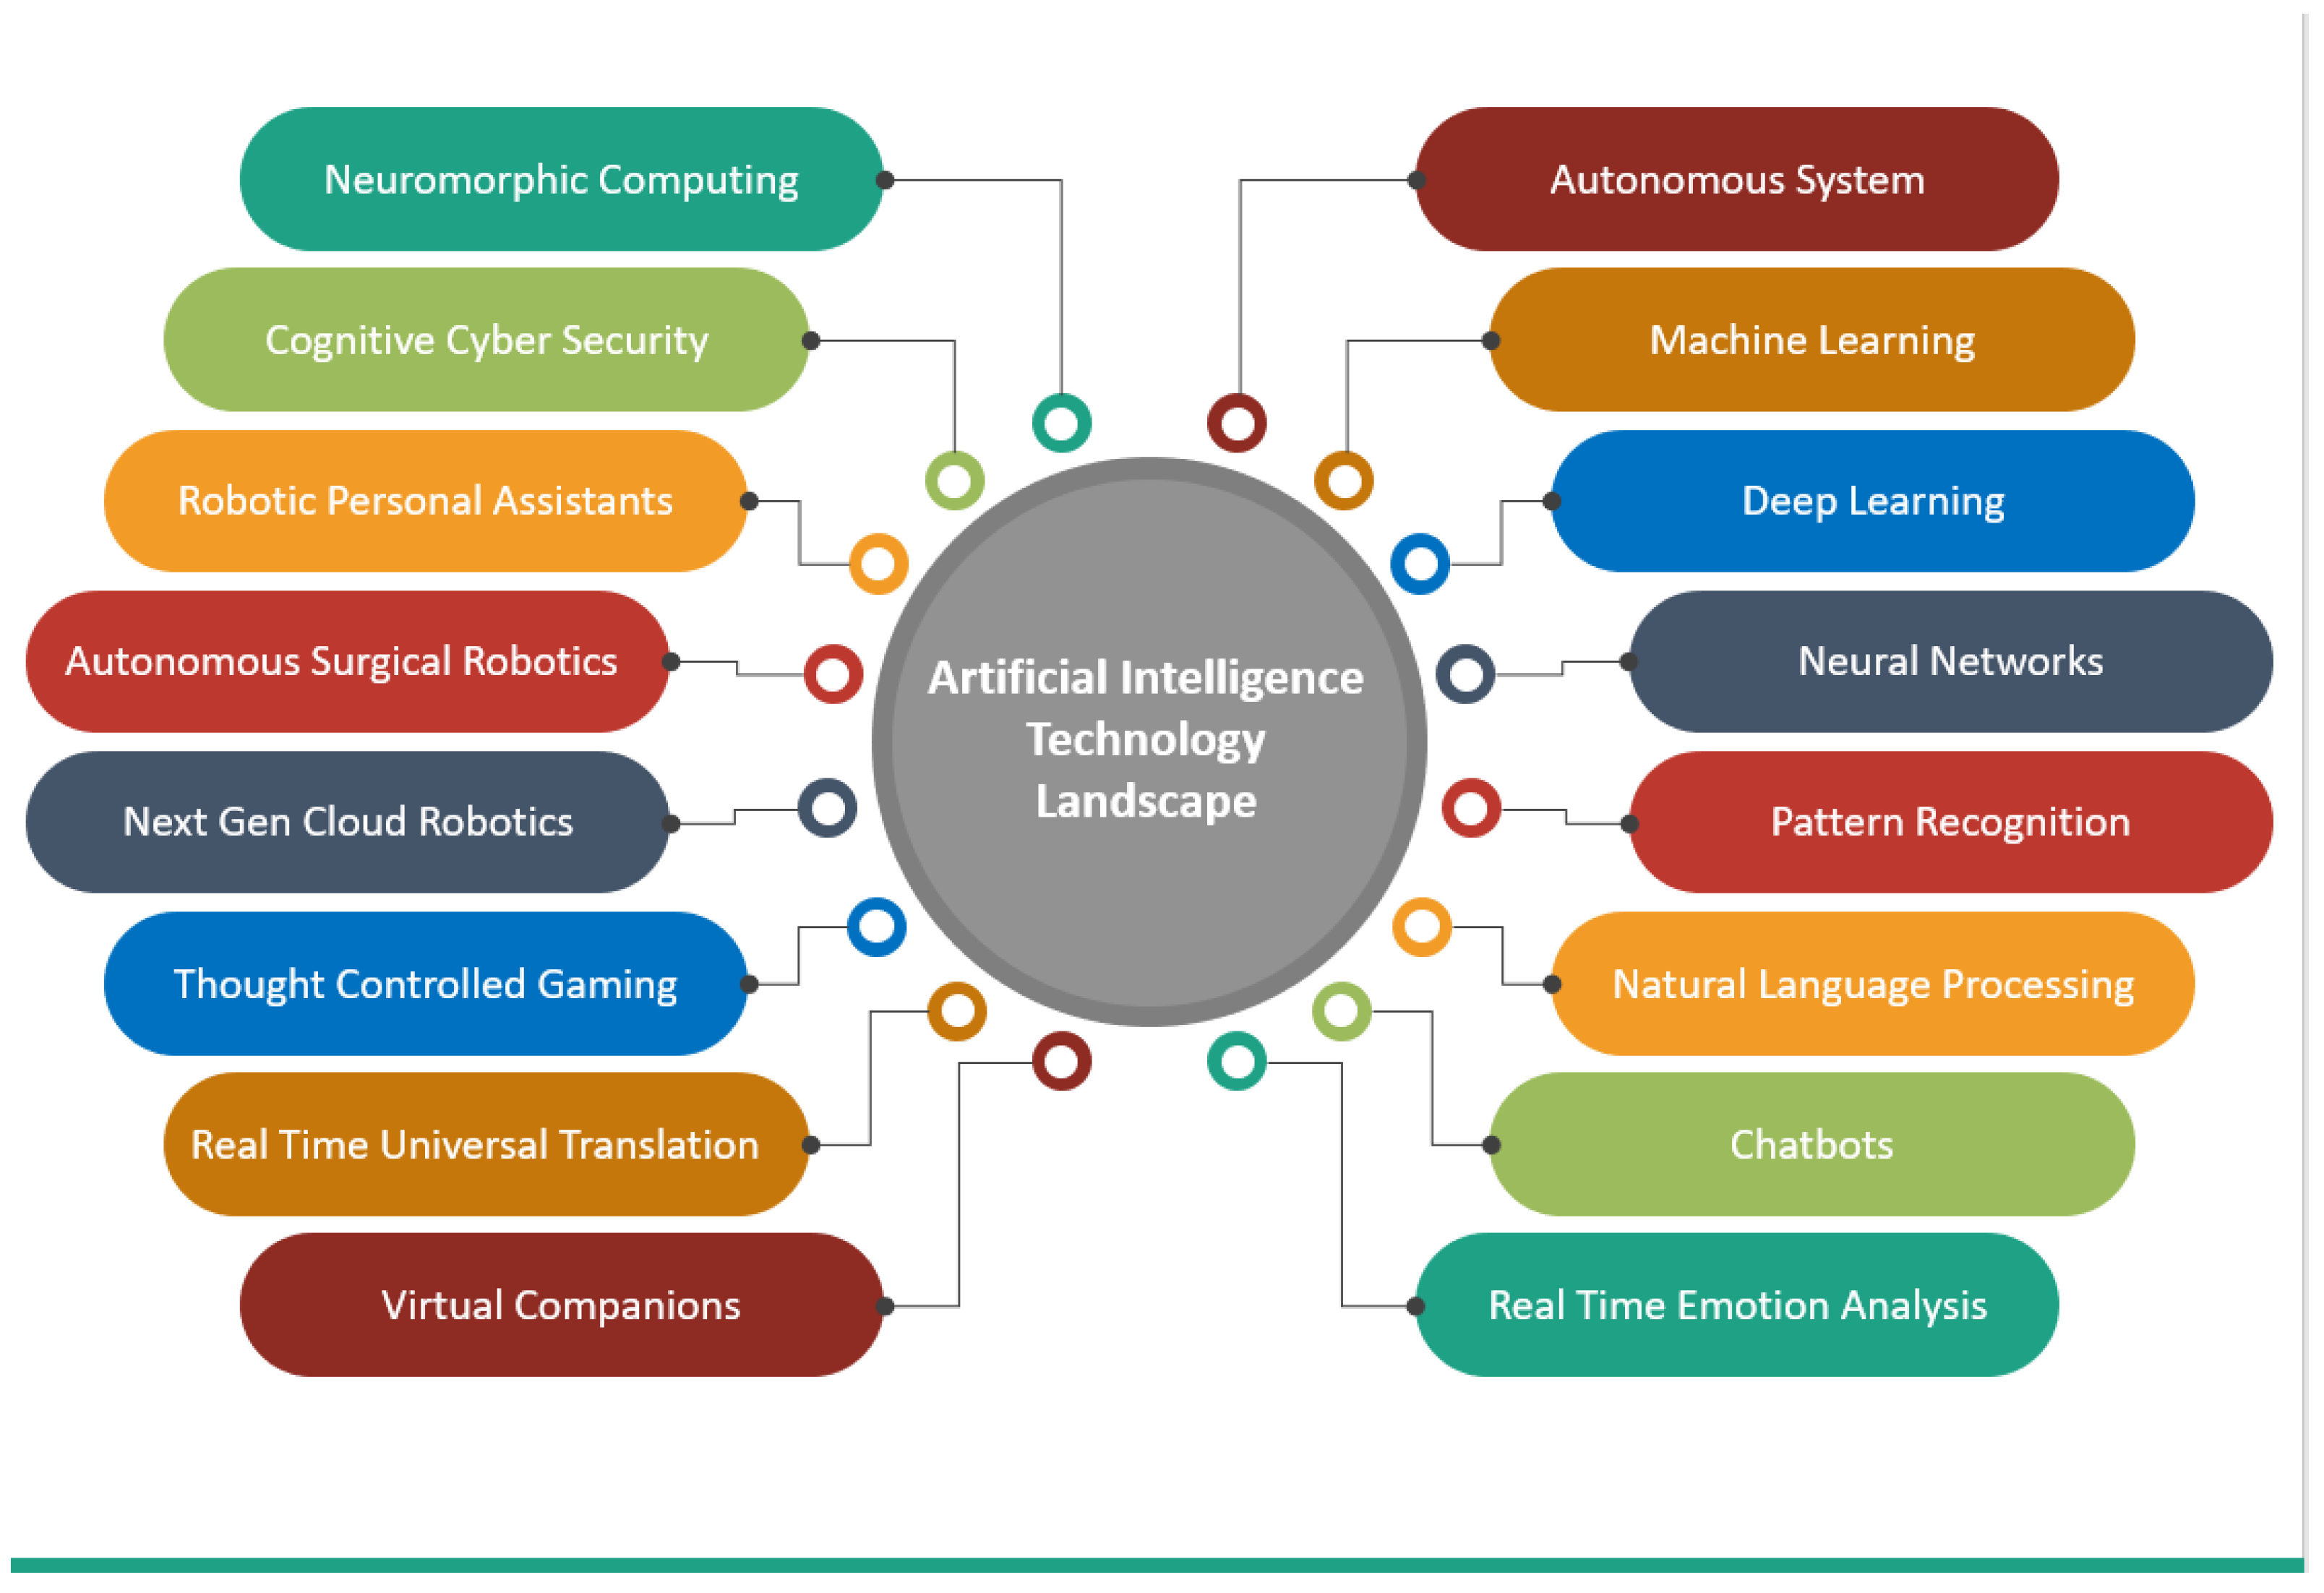 Neuromorphic Computing
Cognitive Cyber Security
Robotic Personal Assistants
Autonomous Surgical Robotics
Next Gen Cloud Robotics
Thought Controlled Gaming
Real Time Universal Translation
Virtual Companions
Artificial Intelligence
Technology
Landscape
Autonomous System
Machine Learning
Deep Learning
Neural Networks
Pattern Recognition
Natural Language Processing
Chatbots
Real Time Emotion Analysis